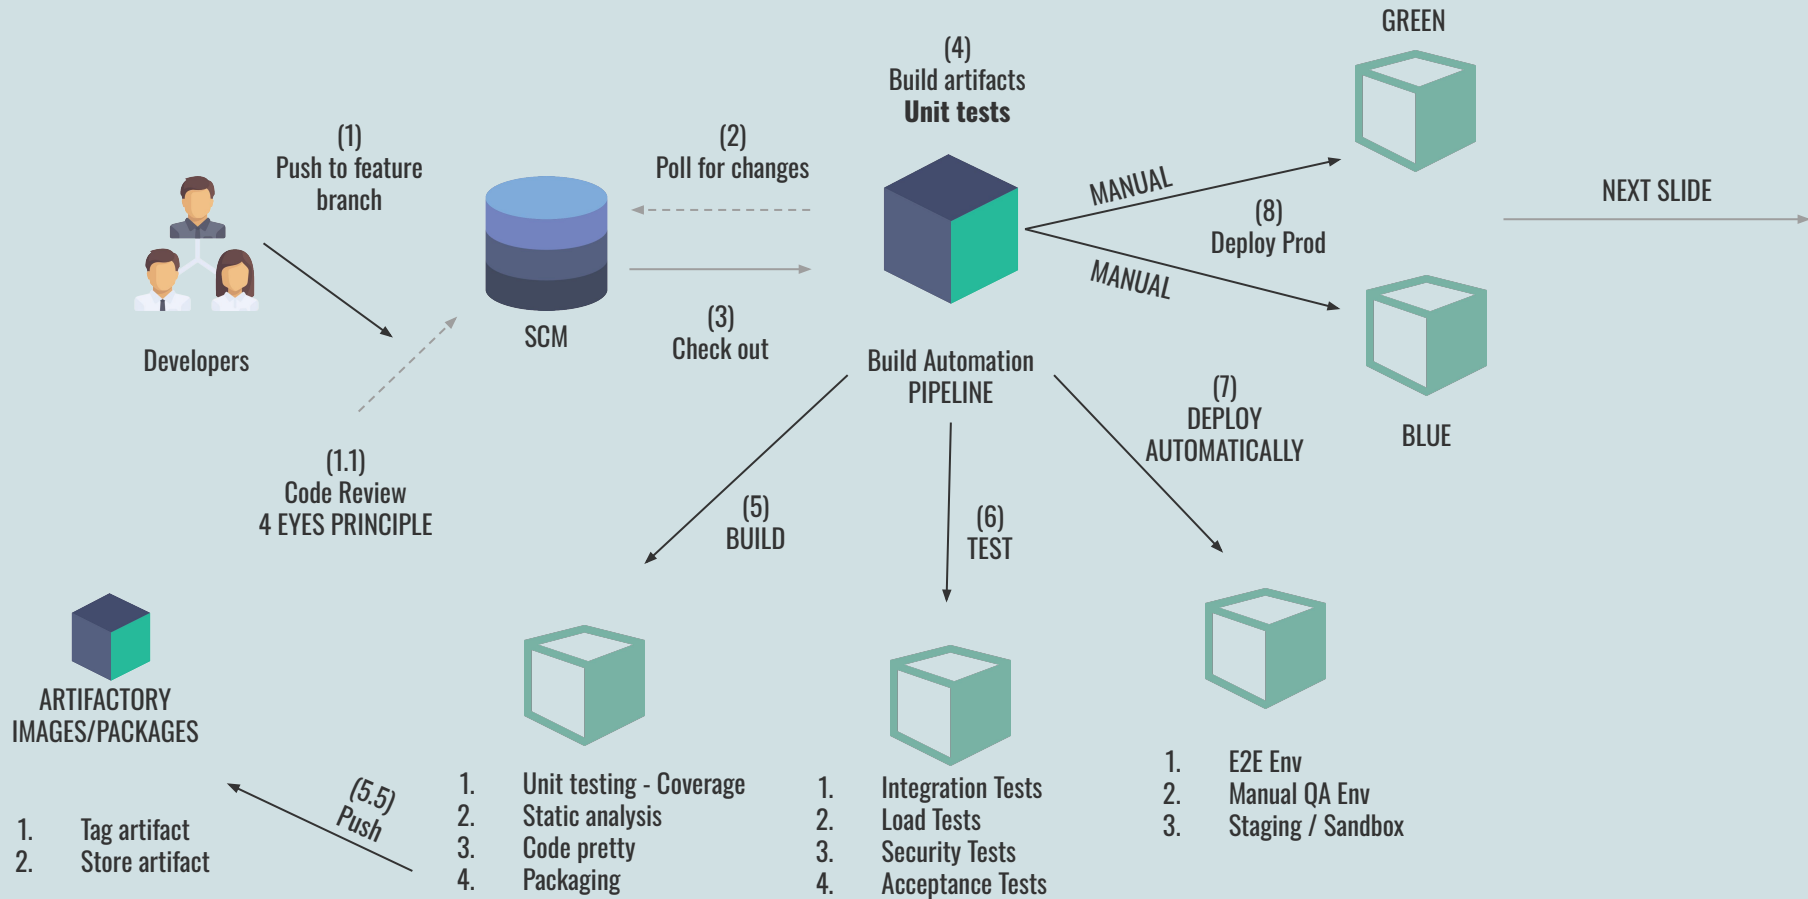 GREEN
(4)
Build artifacts
Unit tests
(1)
Push to feature
branch
(2)
Poll for changes
MANUAL
(8)
Deploy Prod
MANUAL
NEXT SLIDE
Developers
SCM
(3)
Check out
Build Automation
PIPELINE
BLUE
(7)
DEPLOY
AUTOMATICALLY
(1.1)
Code Review
4 EYES PRINCIPLE
(5)
BUILD
(6)
TEST
ARTIFACTORY
IMAGES/PACKAGES
1. Tag artifact
2. Store artifact
(5.5)
Push
1. Unit testing - Coverage
2. Static analysis
3. Code pretty
4. Packaging
1. Integration Tests
2. Load Tests
3. Security Tests
4. Acceptance Tests
1. E2E Env
2. Manual QA Env
3. Staging / Sandbox